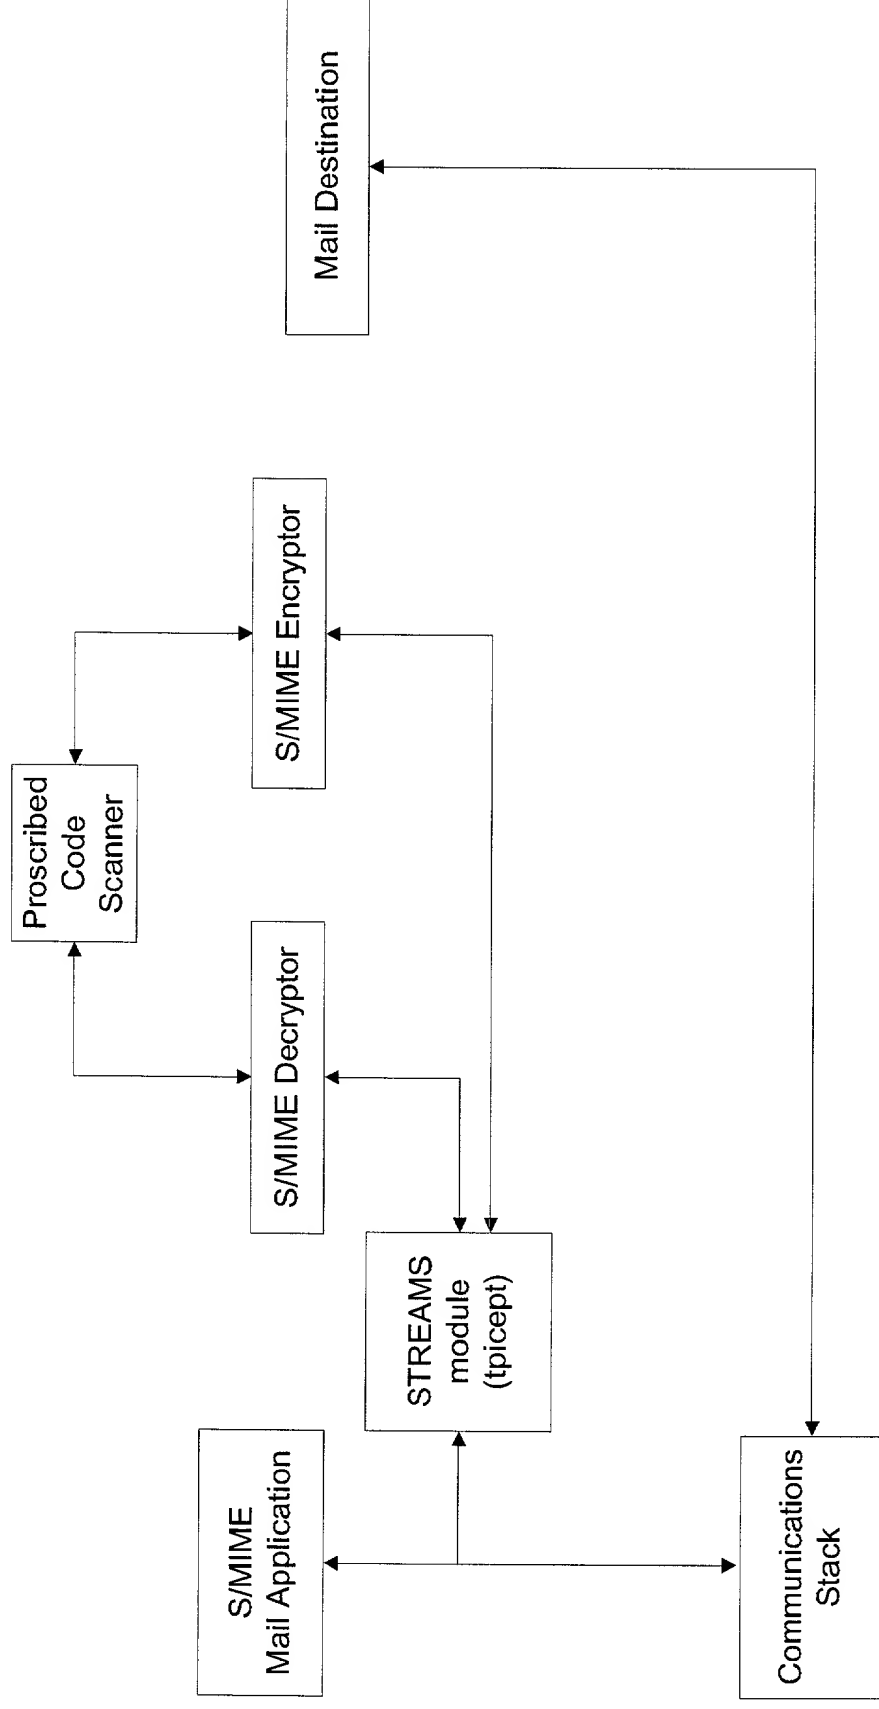 Proscribed
Code
Scanner
S/MIME Decryptor
S/MIME Encryptor
Mail Destination
S/MIME
Mail Application
STREAMS
module
(tpicept)
Communications
Stack